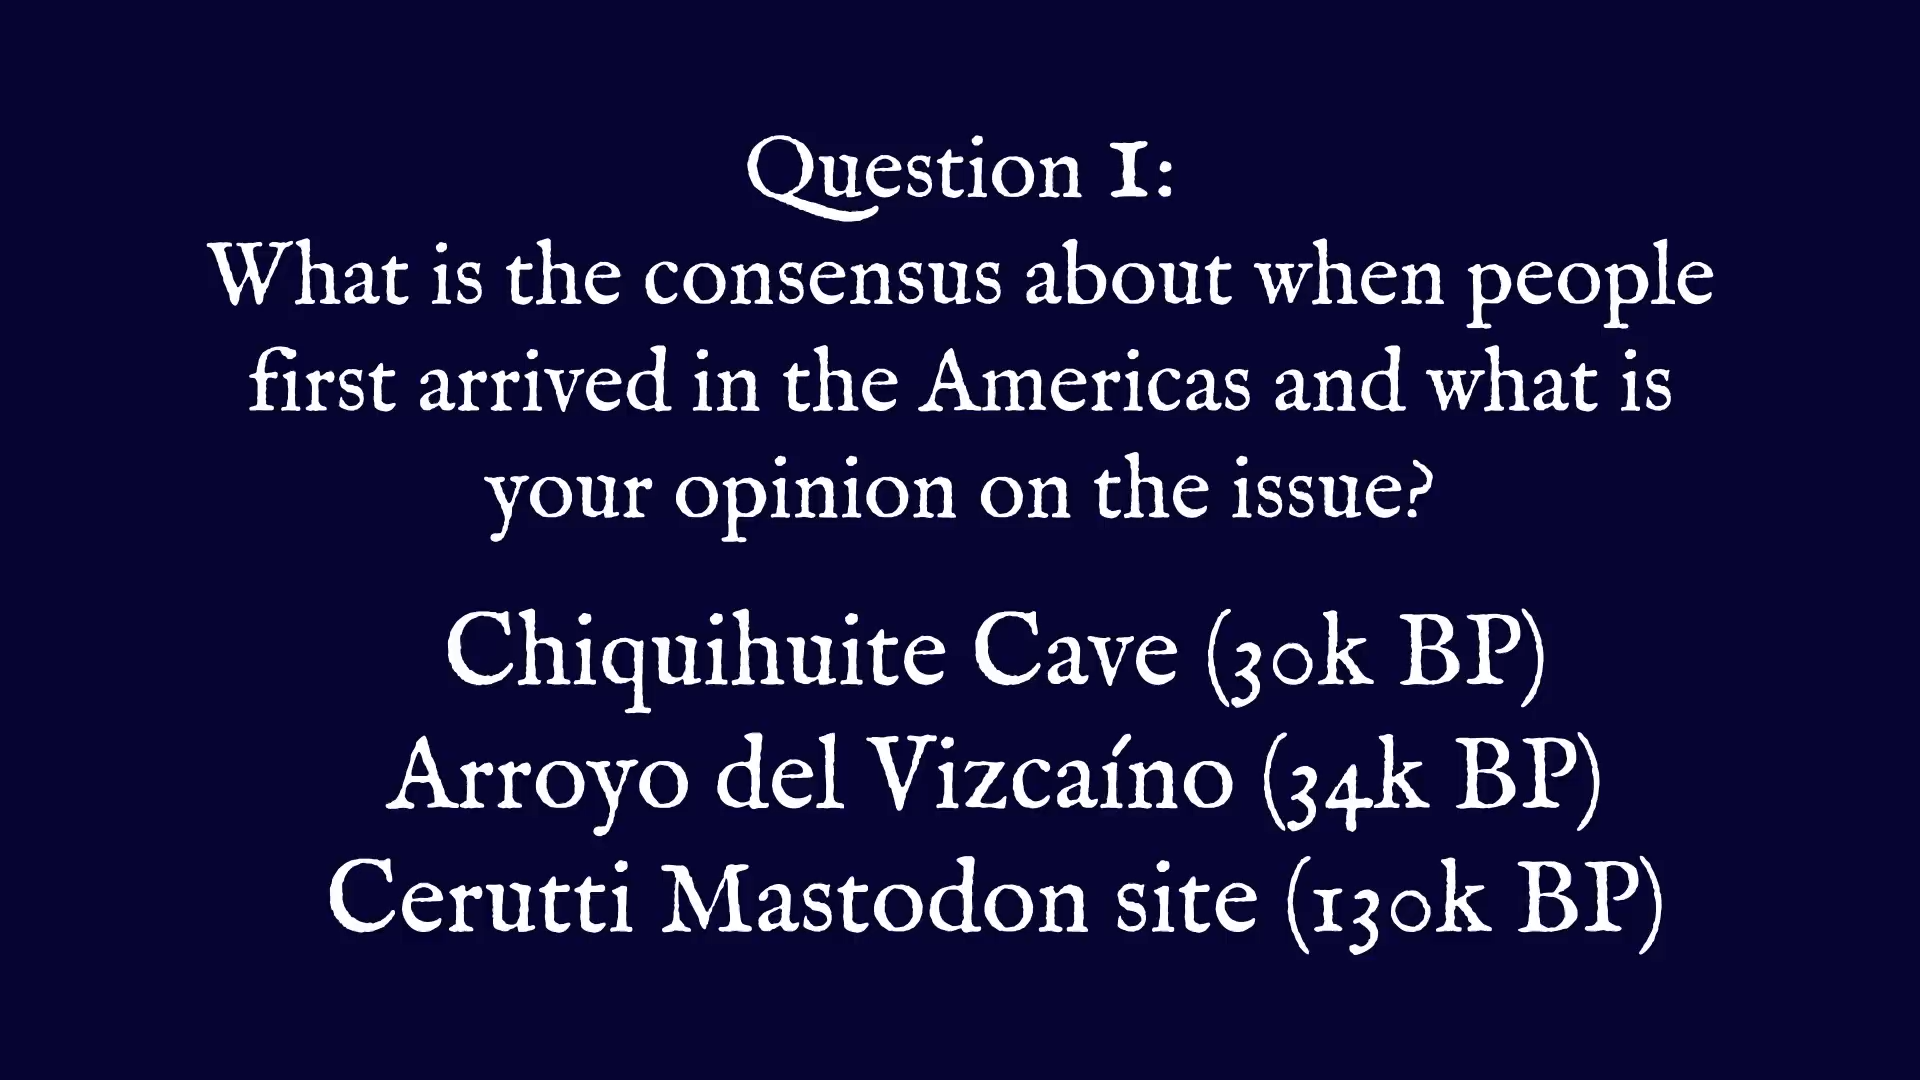 Question 1:
What is the consensus about when people
first arrived in the Americas and what is
your opinion on the issue?
Chiquihuite Cave (30k BP)
Arroyo del Vizcaíno (34k BP)
Cerutti Mastodon site (130k BP)